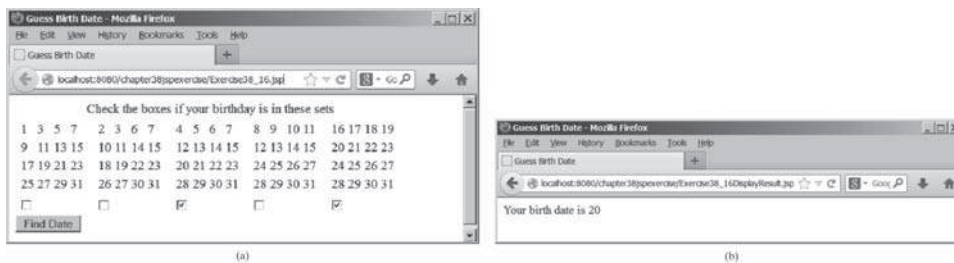 Guess Birth Date - Mozilla Firefox
File Edit View History Bookmarks Tools Help
Guess Birth Date
localhost:8080/chapter38jspexercise/Exercise38_16.jsp
Check the boxes if your birthday is in these sets
1 3 5 7 2 3 6 7 4 5 6 7 8 9 10 11 16 17 18 19
9 11 13 15 10 11 14 15 12 13 14 15 12 13 14 15 20 21 22 23
17 19 21 23 18 19 22 23 20 21 22 23 24 25 26 27 24 25 26 27
25 27 29 31 26 27 30 31 28 29 30 31 28 29 30 31 28 29 30 31
Find Date
(a)
Guess Birth Date - Mozilla Firefox
File Edit View History Bookmarks Tools Help
Guess Birth Date
localhost:8080/chapter38jspexercise/Exercise38_16DisplayResult.jsp
Your birth date is 20
(b)